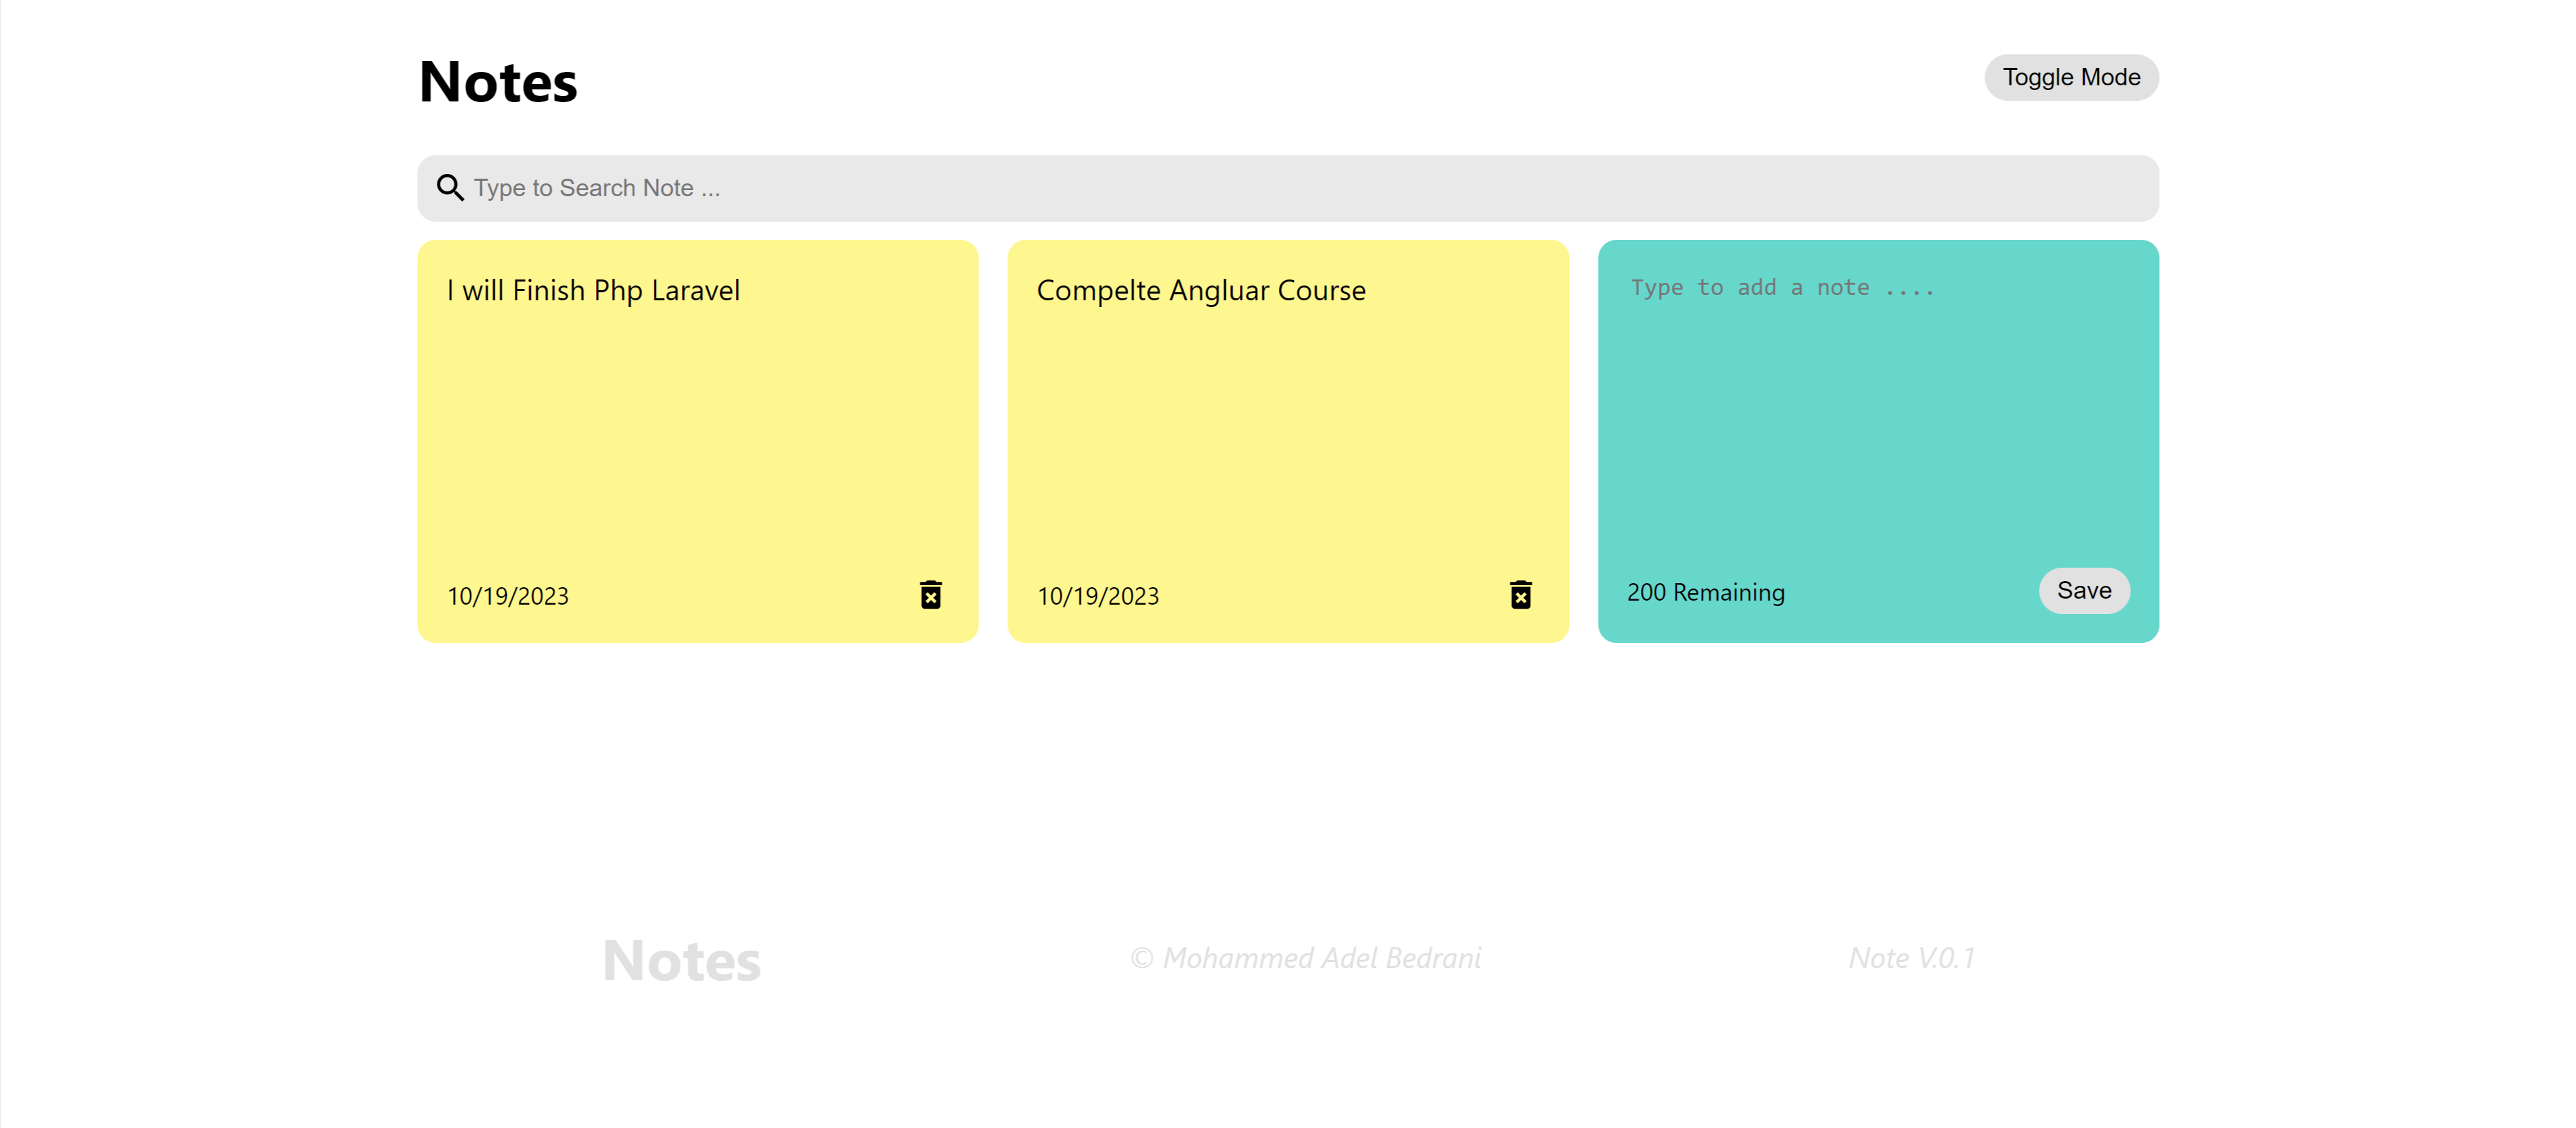 Notes
Toggle Mode
Type to Search Note ...
I will Finish Php Laravel
10/19/2023
Compelte Angluar Course
10/19/2023
Type to add a note ....
200 Remaining
Save
Notes
© Mohammed Adel Bedrani
Note V.0.1